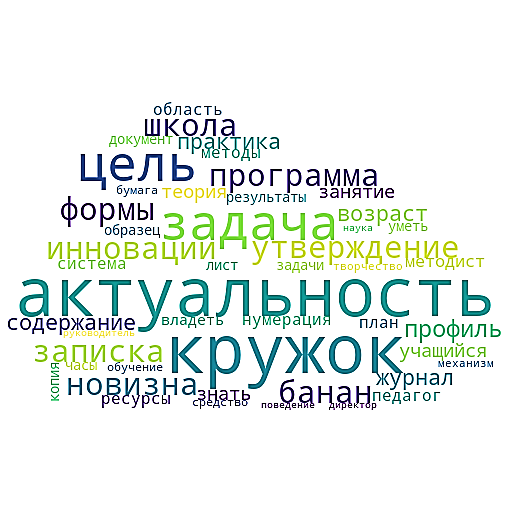 область
школа
документ практика
методы
цель программа
бумага теория результаты занятие
формы задача возраст
образец наука уметь
инновации утверждение
система лист задачи творчество методист
актуальность
содержание владеть нумерация план профиль
руководитель
записка кружок учащийся
часы обучение механизм
копия новизна знать банан журнал
ресурсы средство педагог
поведение директор